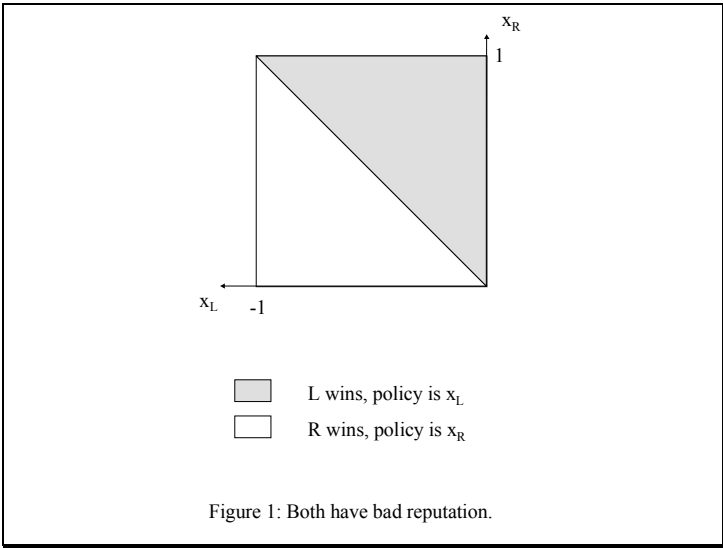 x_R
1
x_L
-1
L wins, policy is x_L
R wins, policy is x_R
Figure 1: Both have bad reputation.